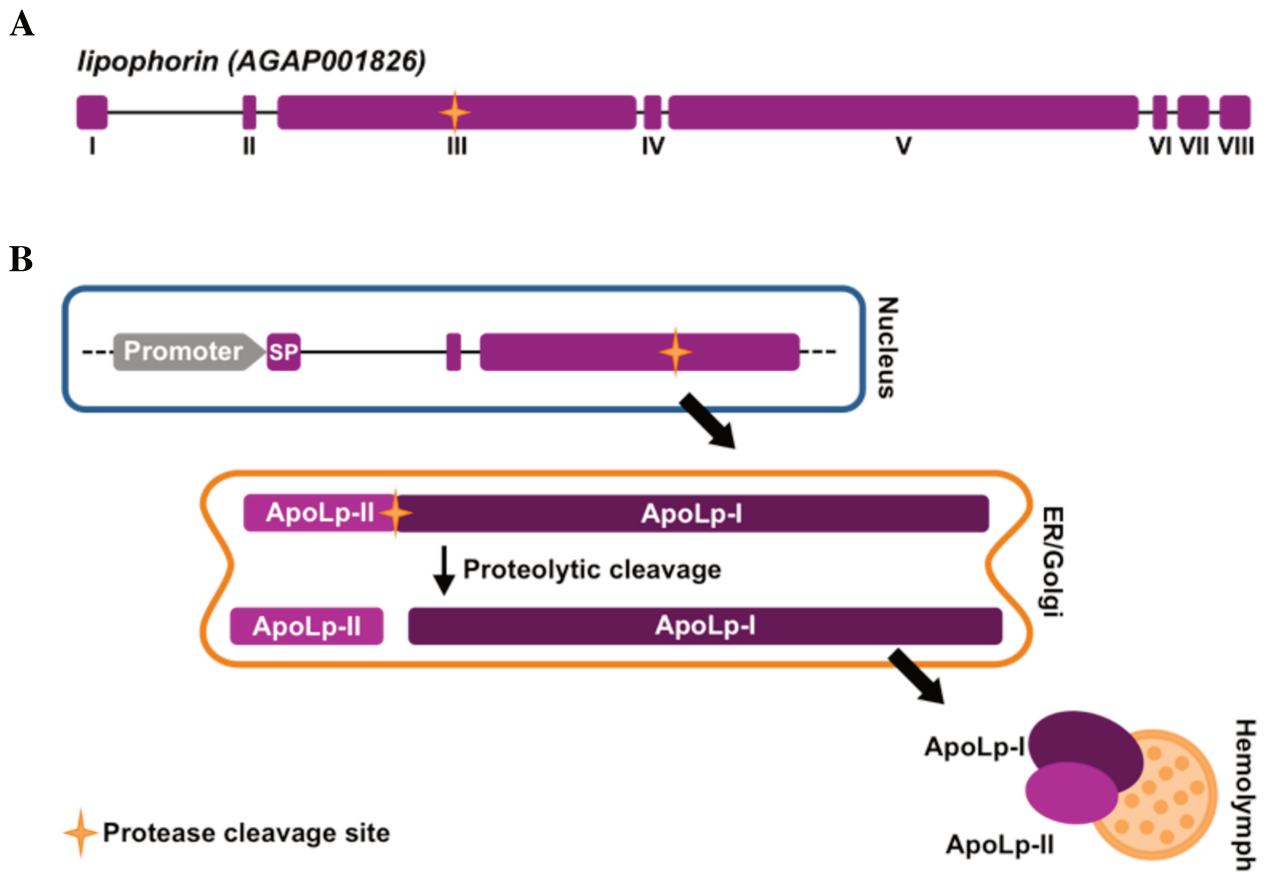 A
lipophorin (AGAP001826)
I II III IV V VI VII VIII
B
Promoter SP
Nucleus
ApoLp-II ApoLp-I
Proteolytic cleavage
ApoLp-II ApoLp-I
ER/Golgi
ApoLp-I
ApoLp-II
Hemolymph
Protease cleavage site